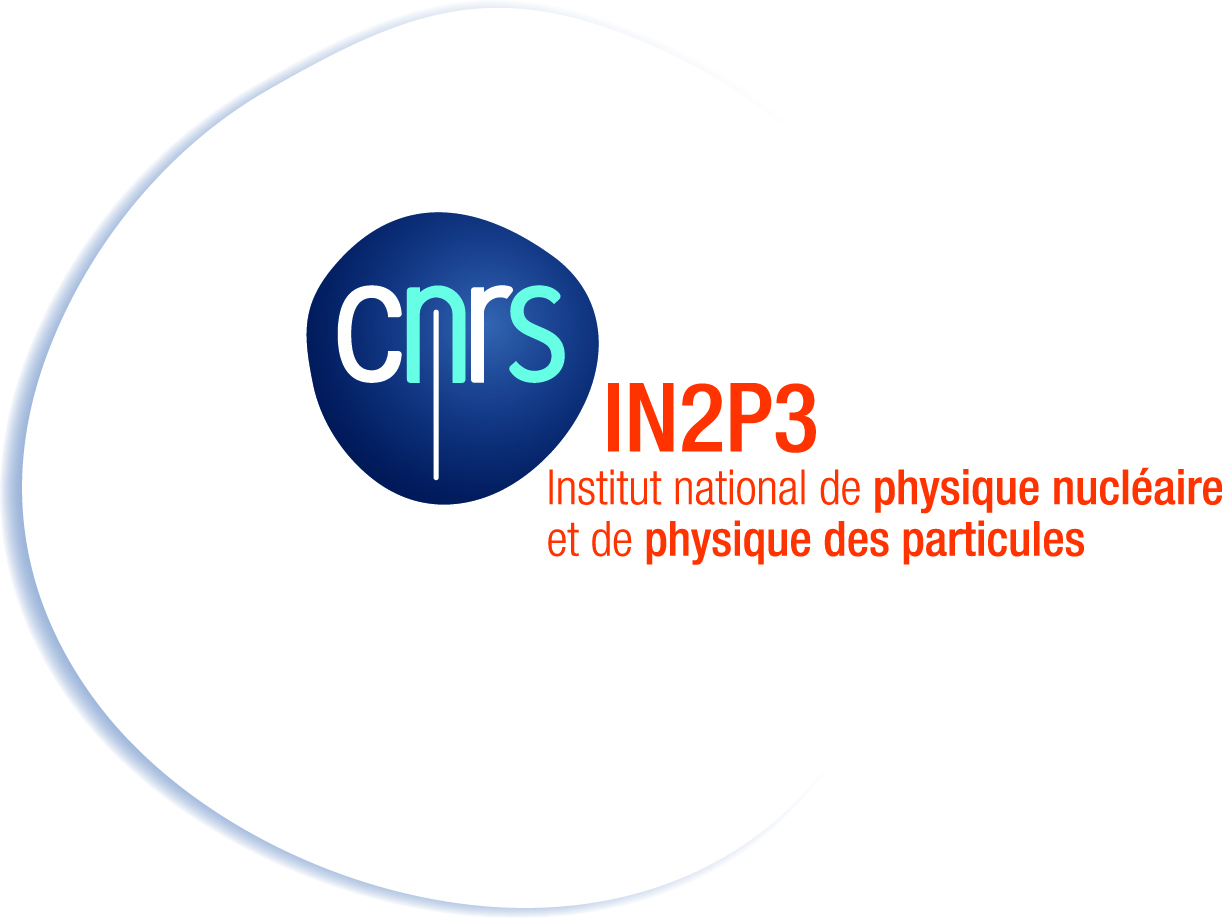 cnrs
IN2P3
Institut national de physique nucléaire
et de physique des particules